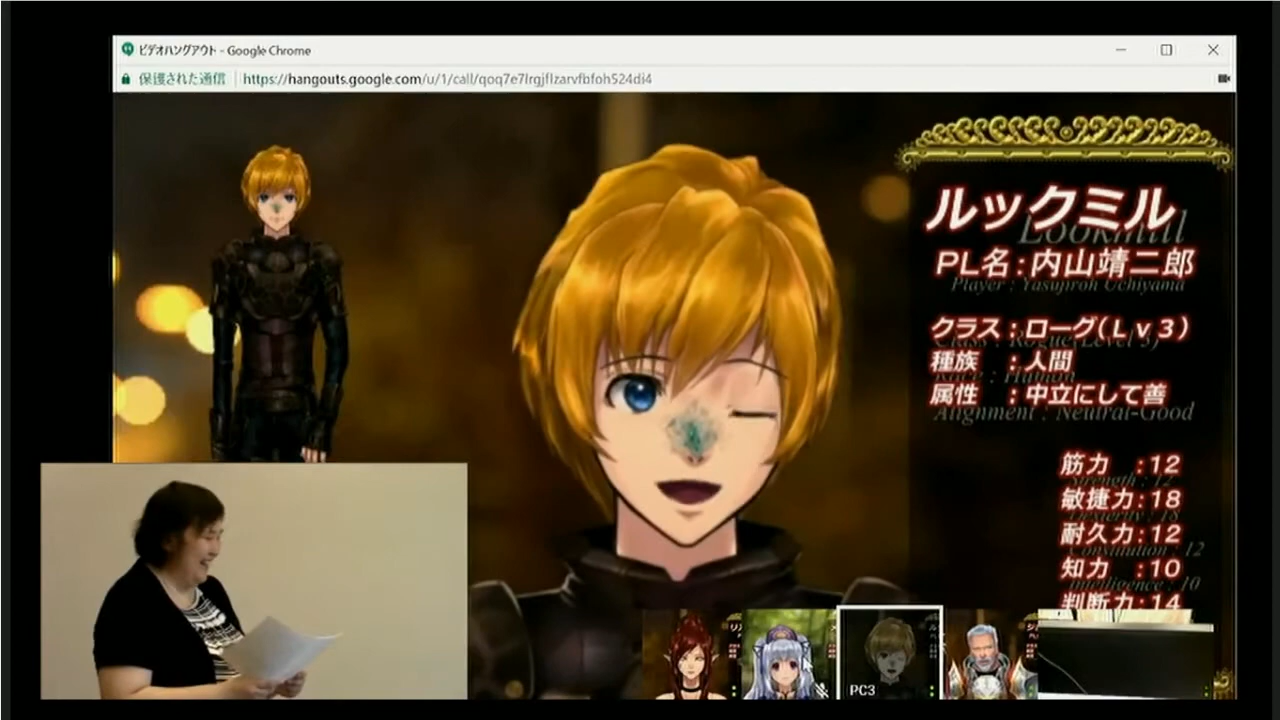 ビデオハングアウト - Google Chrome
保護された通信 https://hangouts.google.com/u/1/call/qoq7e7lrgjflzarvfbfoh524di4
ルックミル
Lookmill
PL名:内山靖二郎
Player : Yasujiroh Uchiyama
クラス:ローグ(Lv3)
Class : Rogue(Level 3)
種族 :人間
Race : Human
属性 :中立にして善
Alignment : Neutral-Good
筋力 :12
Strength : 12
敏捷力:18
Dexterity : 18
耐久力:12
Constitution : 12
知力 :10
Intelligence : 10
判断力:14
PC3